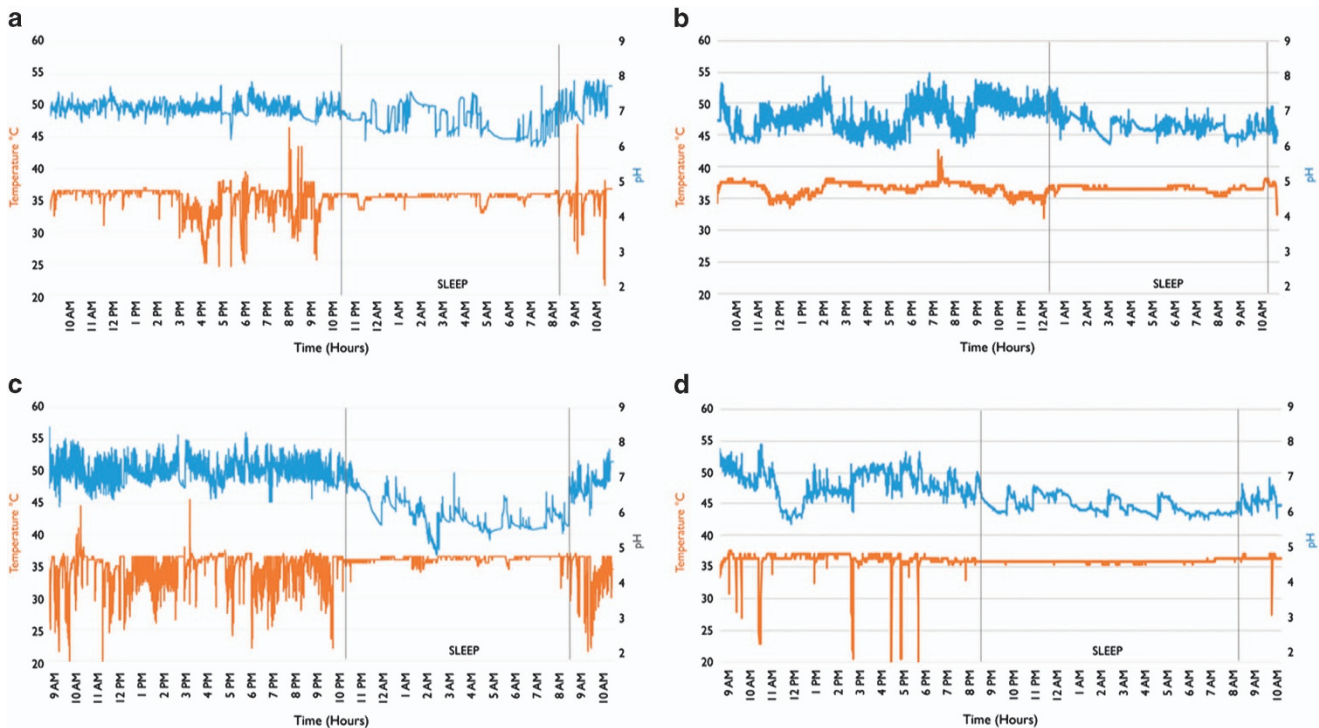 a
60
55
50
45
40
35
30
25
20
Temperature °C
9
8
7
6
5
4
3
2
pH
SLEEP
10 AM
11 AM
12 PM
1 PM
2 PM
3 PM
4 PM
5 PM
6 PM
7 PM
8 PM
9 PM
10 PM
11 PM
12 AM
1 AM
2 AM
3 AM
4 AM
5 AM
6 AM
7 AM
8 AM
9 AM
10 AM
Time (Hours)
b
60
55
50
45
40
35
30
25
20
Temperature °C
9
8
7
6
5
4
3
2
pH
SLEEP
10 AM
11 AM
12 PM
1 PM
2 PM
3 PM
4 PM
5 PM
6 PM
7 PM
8 PM
9 PM
10 PM
11 PM
12 AM
1 AM
2 AM
3 AM
4 AM
5 AM
6 AM
7 AM
8 AM
9 AM
10 AM
Time (Hours)
c
60
55
50
45
40
35
30
25
20
Temperature °C
9
8
7
6
5
4
3
2
pH
SLEEP
9 AM
10 AM
11 AM
12 PM
1 PM
2 PM
3 PM
4 PM
5 PM
6 PM
7 PM
8 PM
9 PM
10 PM
11 PM
12 AM
1 AM
2 AM
3 AM
4 AM
5 AM
6 AM
7 AM
8 AM
9 AM
10 AM
Time (Hours)
d
60
55
50
45
40
35
30
25
20
Temperature °C
9
8
7
6
5
4
3
2
pH
SLEEP
9 AM
10 AM
11 AM
12 PM
1 PM
2 PM
3 PM
4 PM
5 PM
6 PM
7 PM
8 PM
9 PM
10 PM
11 PM
12 AM
1 AM
2 AM
3 AM
4 AM
5 AM
6 AM
7 AM
8 AM
9 AM
10 AM
Time (Hours)